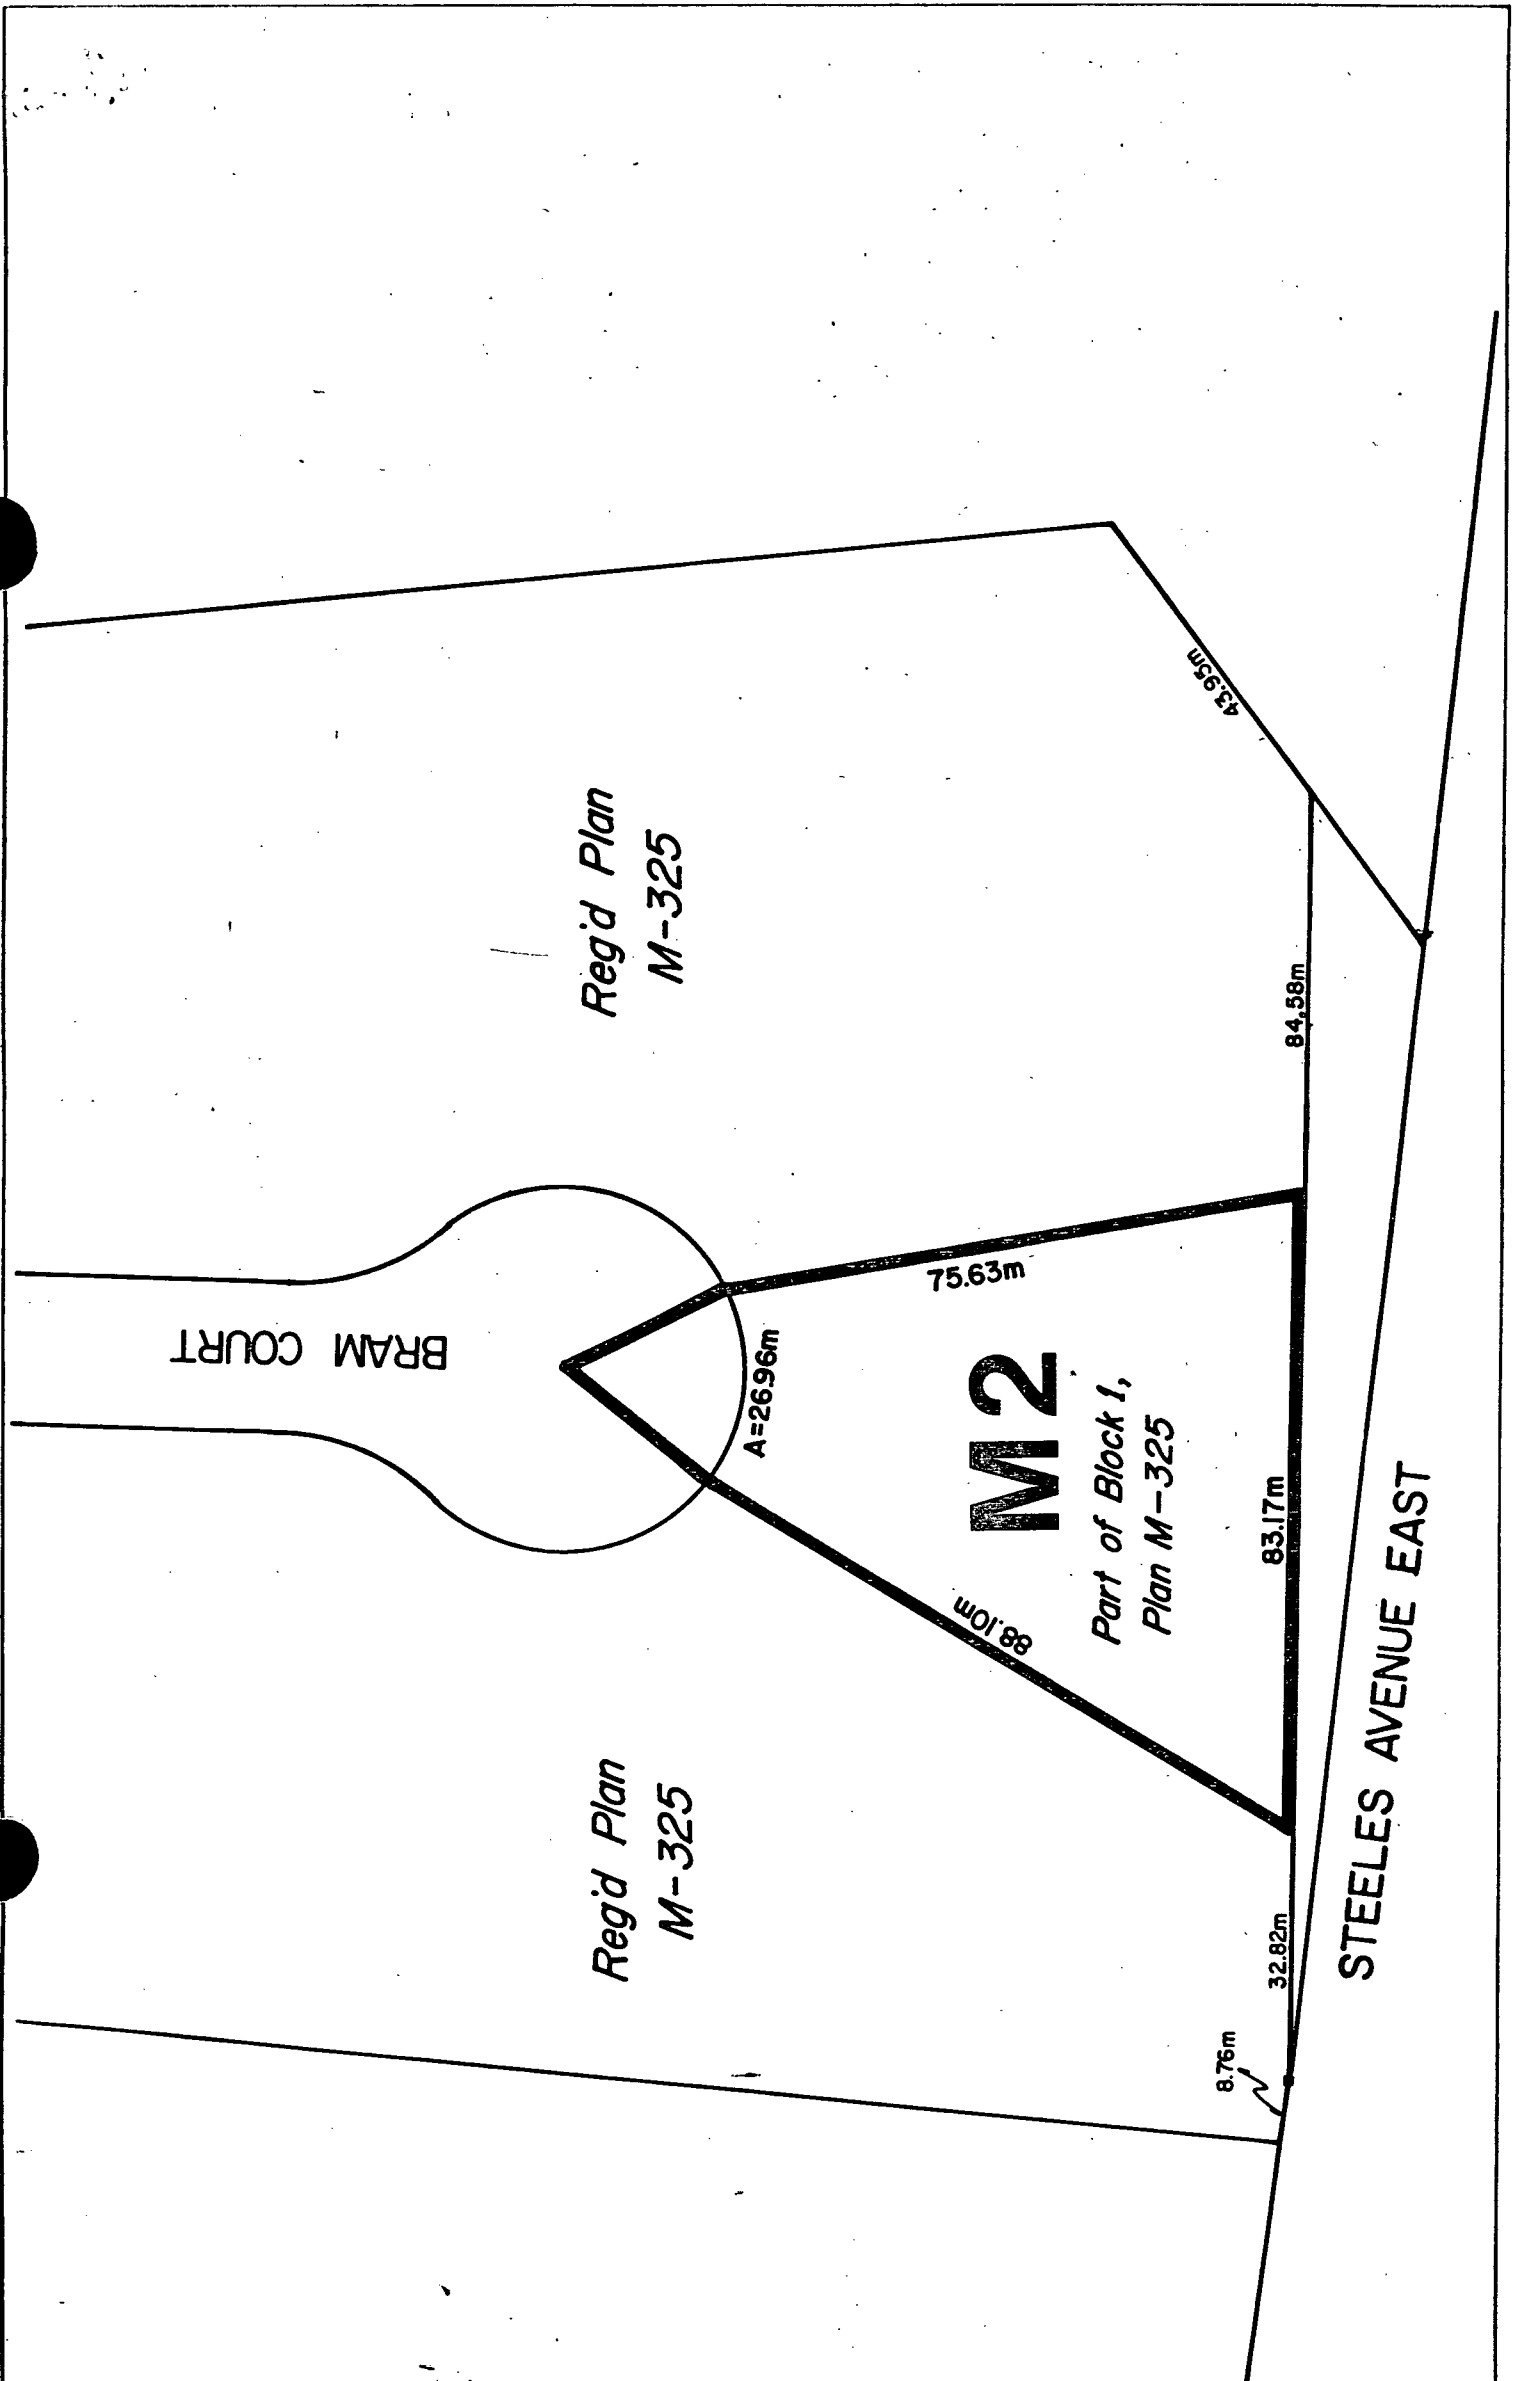 BRAM COURT
Reg'd Plan
M-325
Reg'd Plan
M-325
A=26.96m
75.63m
88.10m
M2
Part of Block 1,
Plan M-325
83.17m
84.58m
43.95m
32.82m
8.76m
STEELES AVENUE EAST